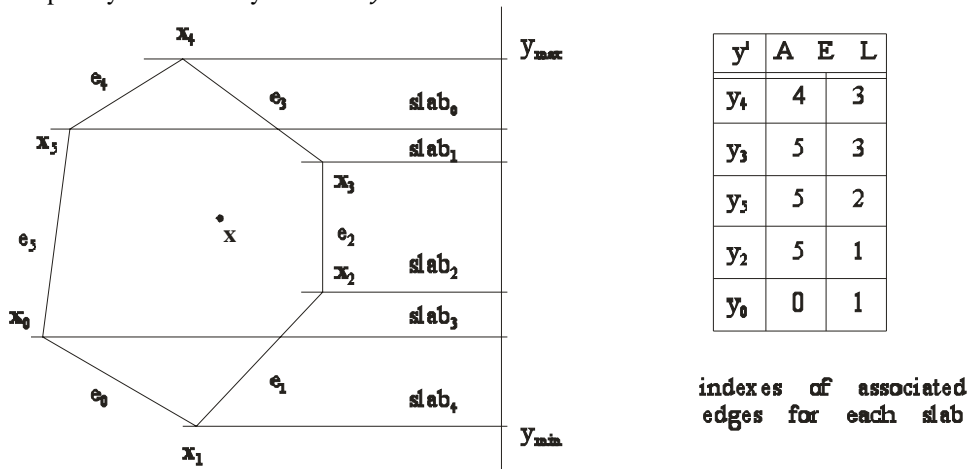 x₄
yₘₐₓ
e₄
e₃
slab₀
x₅
slab₁
x₃
x
e₅
e₂
slab₂
x₂
x₀
slab₃
e₀
e₁
slab₄
x₁
yₘᵢₙ
y' A E L
y₄ 4 3
y₃ 5 3
y₅ 5 2
y₂ 5 1
y₀ 0 1
indexes of associated
edges for each slab